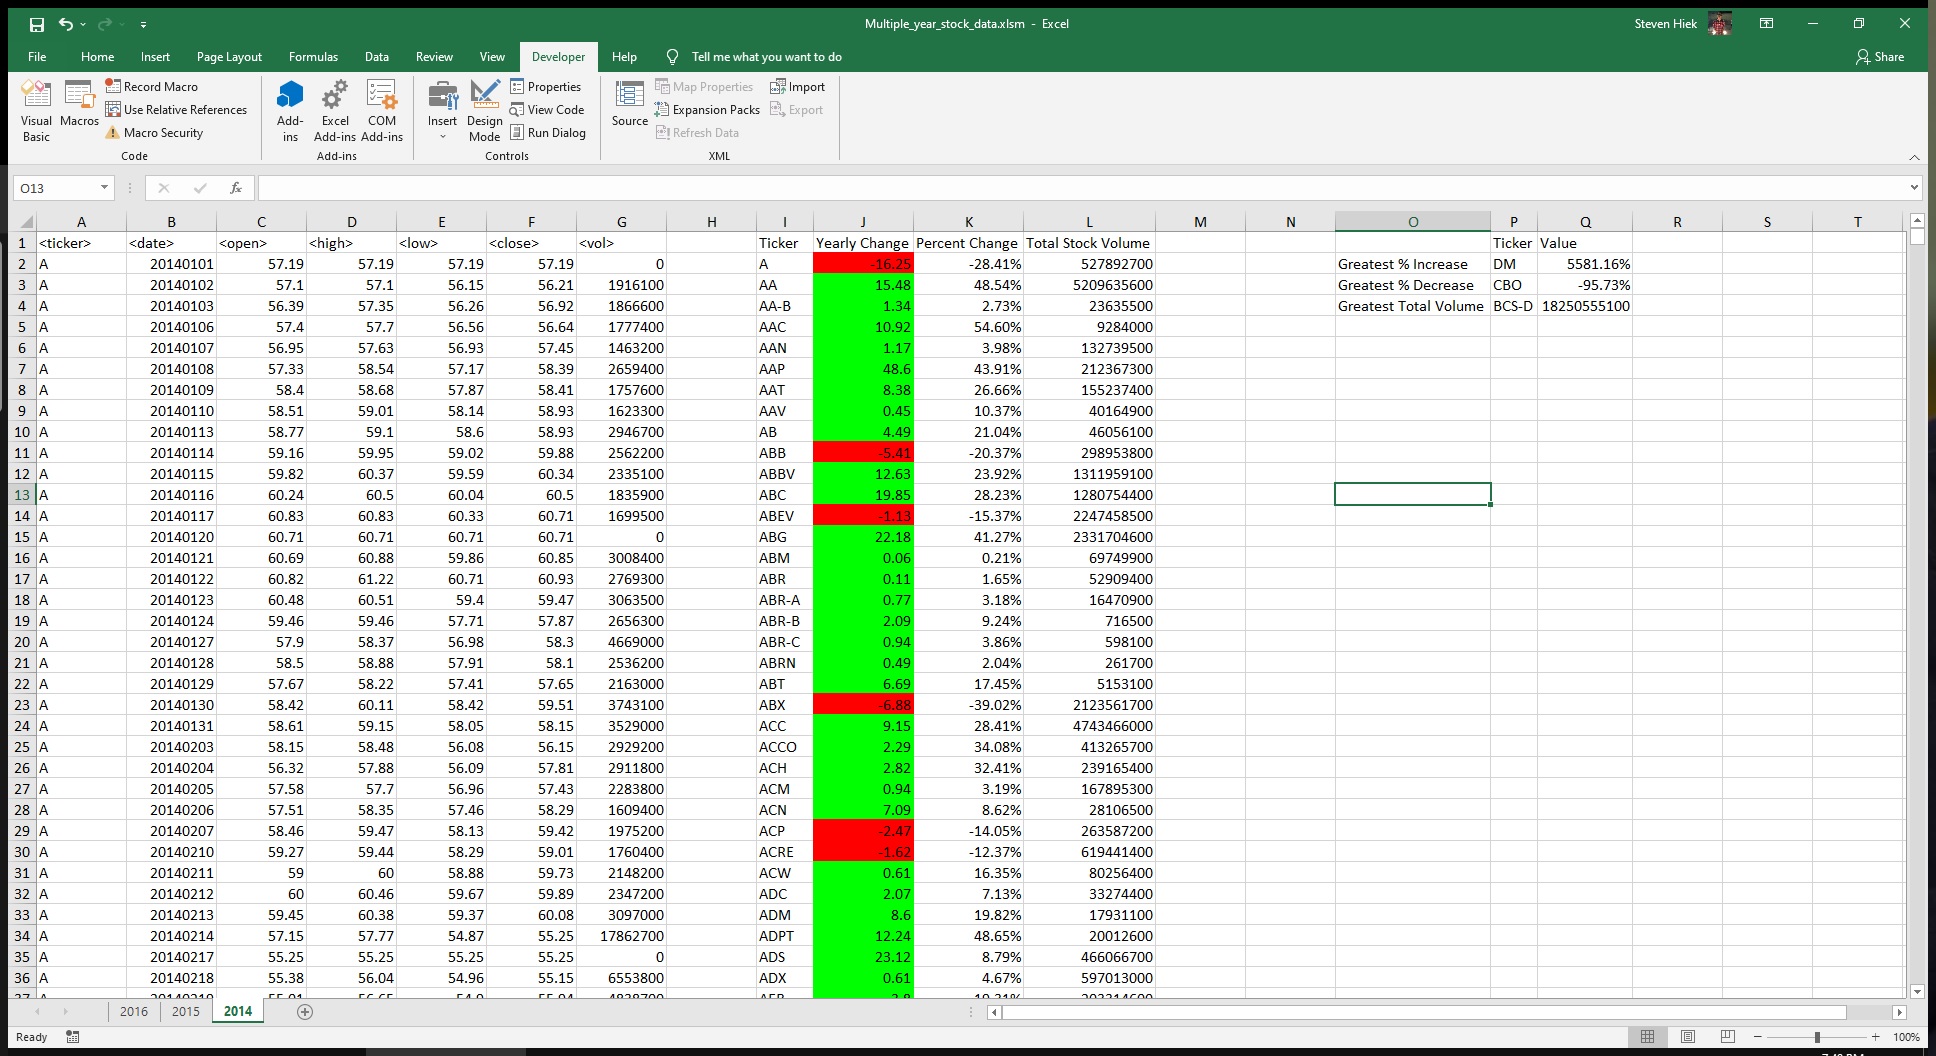 Multiple_year_stock_data.xlsm - Excel
Steven Hiek
File Home Insert Page Layout Formulas Data Review View Developer Help Tell me what you want to do Share
Visual Basic
Macros
Record Macro
Use Relative References
Macro Security
Code
Add-ins
Excel Add-ins
COM Add-ins
Add-ins
Insert
Design Mode
Properties
View Code
Run Dialog
Controls
Source
Map Properties
Expansion Packs
Refresh Data
Import
Export
XML
O13
fx
A B C D E F G H I J K L M N O P Q R S T
1 <ticker> <date> <open> <high> <low> <close> <vol> Ticker Yearly Change Percent Change Total Stock Volume Ticker Value
2 A 20140101 57.19 57.19 57.19 57.19 0 A -16.25 -28.41% 527892700 Greatest % Increase DM 5581.16%
3 A 20140102 57.1 57.1 56.15 56.21 1916100 AA 15.48 48.54% 5209635600 Greatest % Decrease CBO -95.73%
4 A 20140103 56.39 57.35 56.26 56.92 1866600 AA-B 1.34 2.73% 23635500 Greatest Total Volume BCS-D 18250555100
5 A 20140106 57.4 57.7 56.56 56.64 1777400 AAC 10.92 54.60% 9284000
6 A 20140107 56.95 57.63 56.93 57.45 1463200 AAN 1.17 3.98% 132739500
7 A 20140108 57.33 58.54 57.17 58.39 2659400 AAP 48.6 43.91% 212367300
8 A 20140109 58.4 58.68 57.87 58.41 1757600 AAT 8.38 26.66% 155237400
9 A 20140110 58.51 59.01 58.14 58.93 1623300 AAV 0.45 10.37% 40164900
10 A 20140113 58.77 59.1 58.6 58.93 2946700 AB 4.49 21.04% 46056100
11 A 20140114 59.16 59.95 59.02 59.88 2562200 ABB -5.41 -20.37% 298953800
12 A 20140115 59.82 60.37 59.59 60.34 2335100 ABBV 12.63 23.92% 1311959100
13 A 20140116 60.24 60.5 60.04 60.5 1835900 ABC 19.85 28.23% 1280754400
14 A 20140117 60.83 60.83 60.33 60.71 1699500 ABEV -1.13 -15.37% 2247458500
15 A 20140120 60.71 60.71 60.71 60.71 0 ABG 22.18 41.27% 2331704600
16 A 20140121 60.69 60.88 59.86 60.85 3008400 ABM 0.06 0.21% 69749900
17 A 20140122 60.82 61.22 60.71 60.93 2769300 ABR 0.11 1.65% 52909400
18 A 20140123 60.48 60.51 59.4 59.47 3063500 ABR-A 0.77 3.18% 16470900
19 A 20140124 59.46 59.46 57.71 57.87 2656300 ABR-B 2.09 9.24% 716500
20 A 20140127 57.9 58.37 56.98 58.3 4669000 ABR-C 0.94 3.86% 598100
21 A 20140128 58.5 58.88 57.91 58.1 2536200 ABRN 0.49 2.04% 261700
22 A 20140129 57.67 58.22 57.41 57.65 2163000 ABT 6.69 17.45% 5153100
23 A 20140130 58.42 60.11 58.42 59.51 3743100 ABX -6.88 -39.02% 2123561700
24 A 20140131 58.61 59.15 58.05 58.15 3529000 ACC 9.15 28.41% 4743466000
25 A 20140203 58.15 58.48 56.08 56.15 2929200 ACCO 2.29 34.08% 413265700
26 A 20140204 56.32 57.88 56.09 57.81 2911800 ACH 2.82 32.41% 239165400
27 A 20140205 57.58 57.7 56.96 57.43 2283800 ACM 0.94 3.19% 167895300
28 A 20140206 57.51 58.35 57.46 58.29 1609400 ACN 7.09 8.62% 28106500
29 A 20140207 58.46 59.47 58.13 59.42 1975200 ACP -2.47 -14.05% 263587200
30 A 20140210 59.27 59.44 58.29 59.01 1760400 ACRE -1.62 -12.37% 619441400
31 A 20140211 59 60 58.88 59.73 2148200 ACW 0.61 16.35% 80256400
32 A 20140212 60 60.46 59.67 59.89 2347200 ADC 2.07 7.13% 33274400
33 A 20140213 59.45 60.38 59.37 60.08 3097000 ADM 8.6 19.82% 17931100
34 A 20140214 57.15 57.77 54.87 55.25 17862700 ADPT 12.24 48.65% 20012600
35 A 20140217 55.25 55.25 55.25 55.25 0 ADS 23.12 8.79% 466066700
36 A 20140218 55.38 56.04 54.96 55.15 6553800 ADX 0.61 4.67% 597013000
2016 2015 2014
Ready
100%